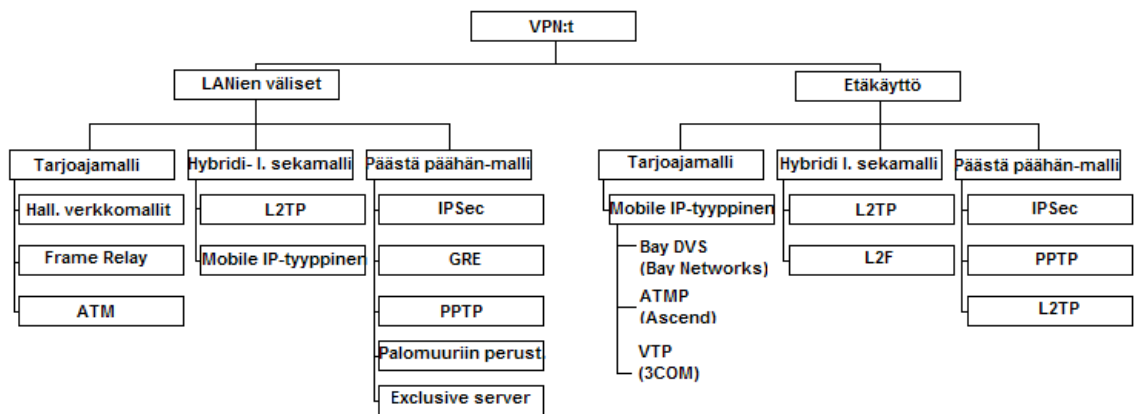 VPN:t
LANien väliset
Etäkäyttö
Tarjoajamalli
Hybridi- l. sekamalli
Päästä päähän-malli
Hall. verkkomallit
L2TP
IPSec
Frame Relay
Mobile IP-tyyppinen
GRE
ATM
PPTP
Palomuuriin perust.
Exclusive server
Tarjoajamalli
Hybridi l. sekamalli
Päästä päähän-malli
Mobile IP-tyyppinen
L2TP
IPSec
Bay DVS
(Bay Networks)
L2F
PPTP
ATMP
(Ascend)
L2TP
VTP
(3COM)